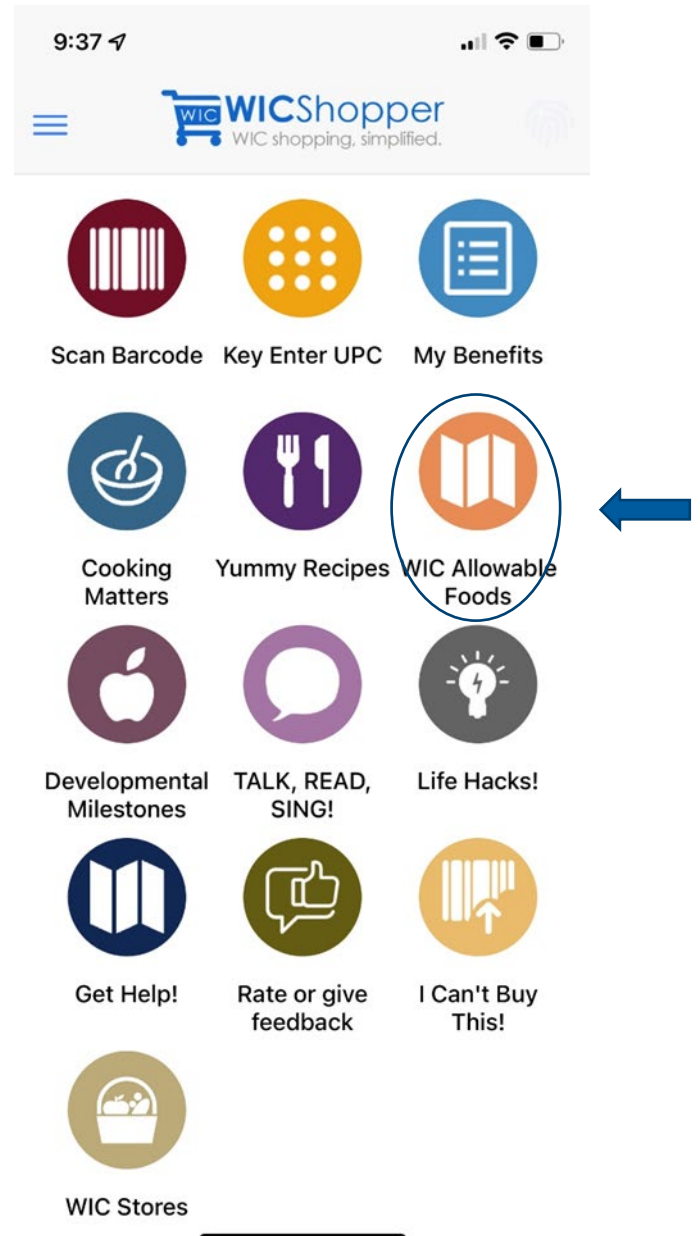 9:37
WIC WICShopper
WIC shopping, simplified.
Scan Barcode Key Enter UPC My Benefits
Cooking Matters Yummy Recipes WIC Allowable Foods
Developmental Milestones TALK, READ, SING! Life Hacks!
Get Help! Rate or give feedback I Can't Buy This!
WIC Stores